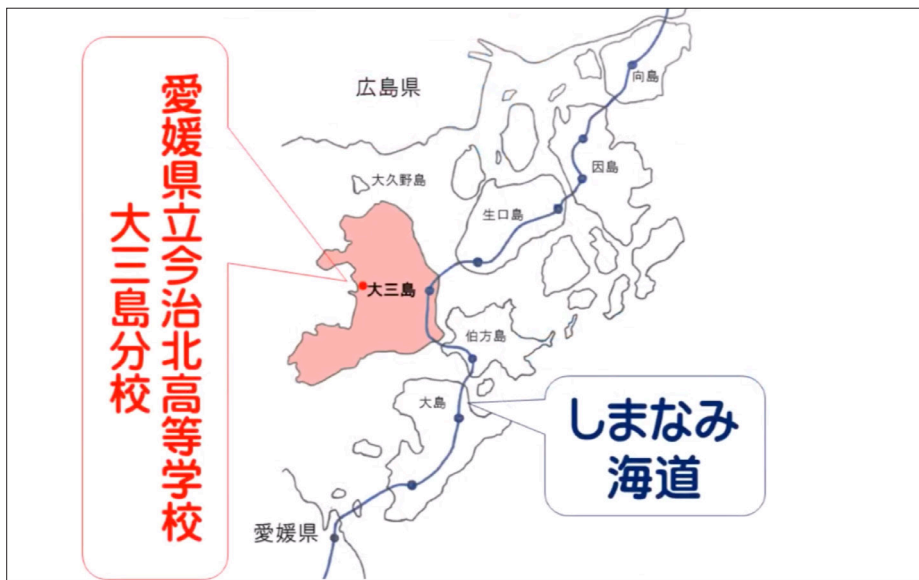 愛媛県立今治北高等学校
大三島分校
広島県
向島
因島
大久野島
生口島
大三島
伯方島
大島
しまなみ
海道
愛媛県